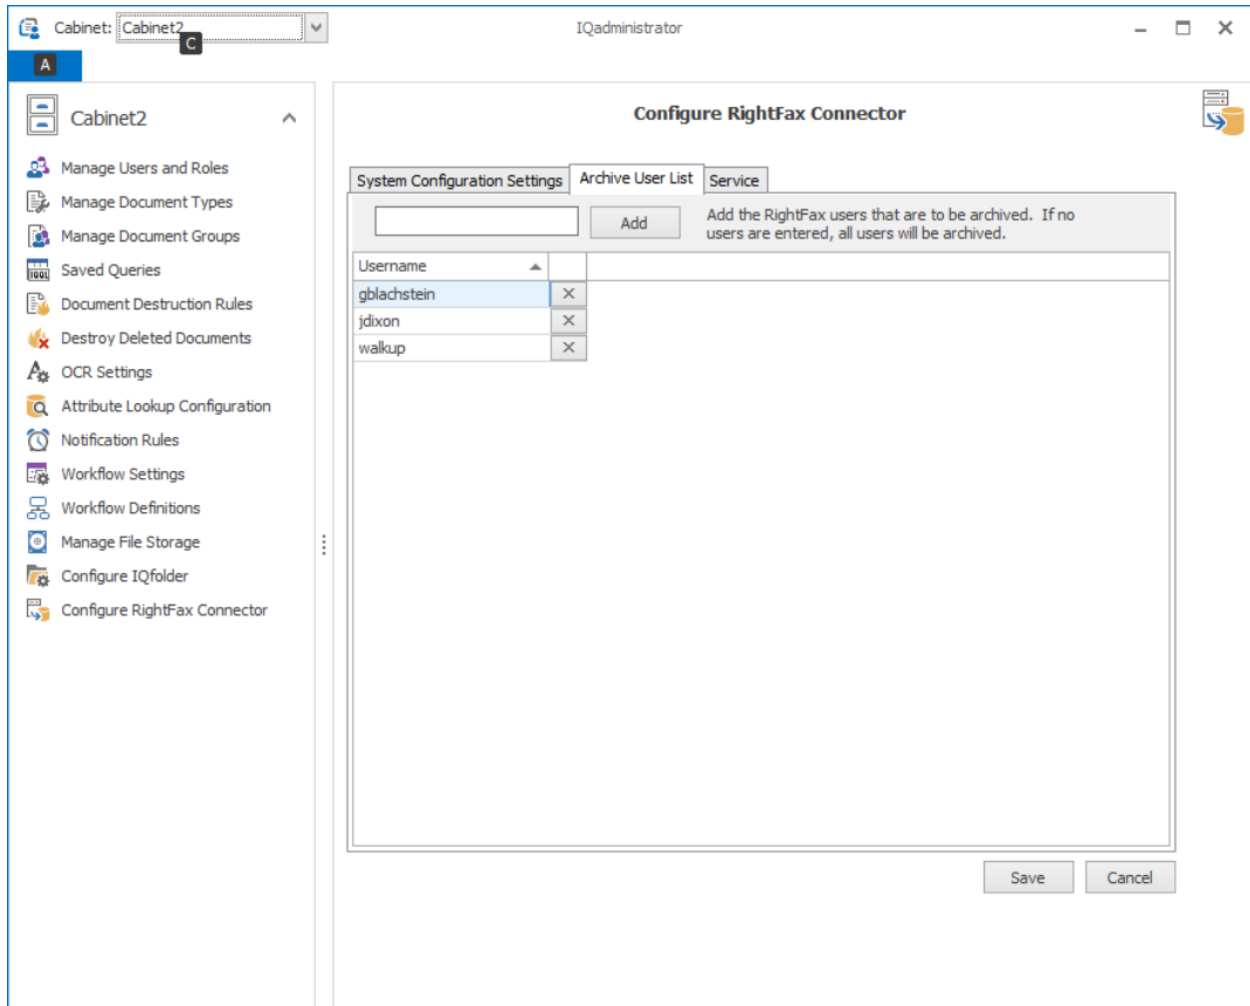 Cabinet: Cabinet2
IQadministrator
C
A
Cabinet2
Manage Users and Roles
Manage Document Types
Manage Document Groups
Saved Queries
Document Destruction Rules
Destroy Deleted Documents
OCR Settings
Attribute Lookup Configuration
Notification Rules
Workflow Settings
Workflow Definitions
Manage File Storage
Configure IQfolder
Configure RightFax Connector
Configure RightFax Connector
System Configuration Settings
Archive User List
Service
Add
Add the RightFax users that are to be archived. If no
users are entered, all users will be archived.
Username
gblachstein
jdixon
walkup
Save
Cancel